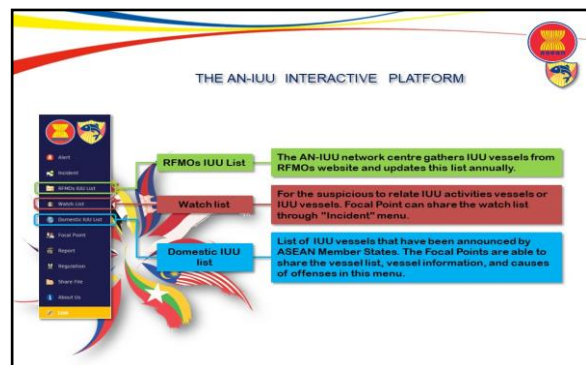 asean
THE AN-IUU INTERACTIVE PLATFORM
Alert
Incident
RFMOs IUU List
Watch List
Domestic IUU List
Focal Point
Report
Regulation
Share File
About Us
RFMOs IUU List
The AN-IUU network centre gathers IUU vessels from
RFMOs website and updates this list annually.
Watch list
For the suspicious to relate IUU activities vessels or
IUU vessels. Focal Point can share the watch list
through "Incident" menu.
Domestic IUU
list
List of IUU vessels that have been announced by
ASEAN Member States. The Focal Points are able to
share the vessel list, vessel information, and causes
of offenses in this menu.